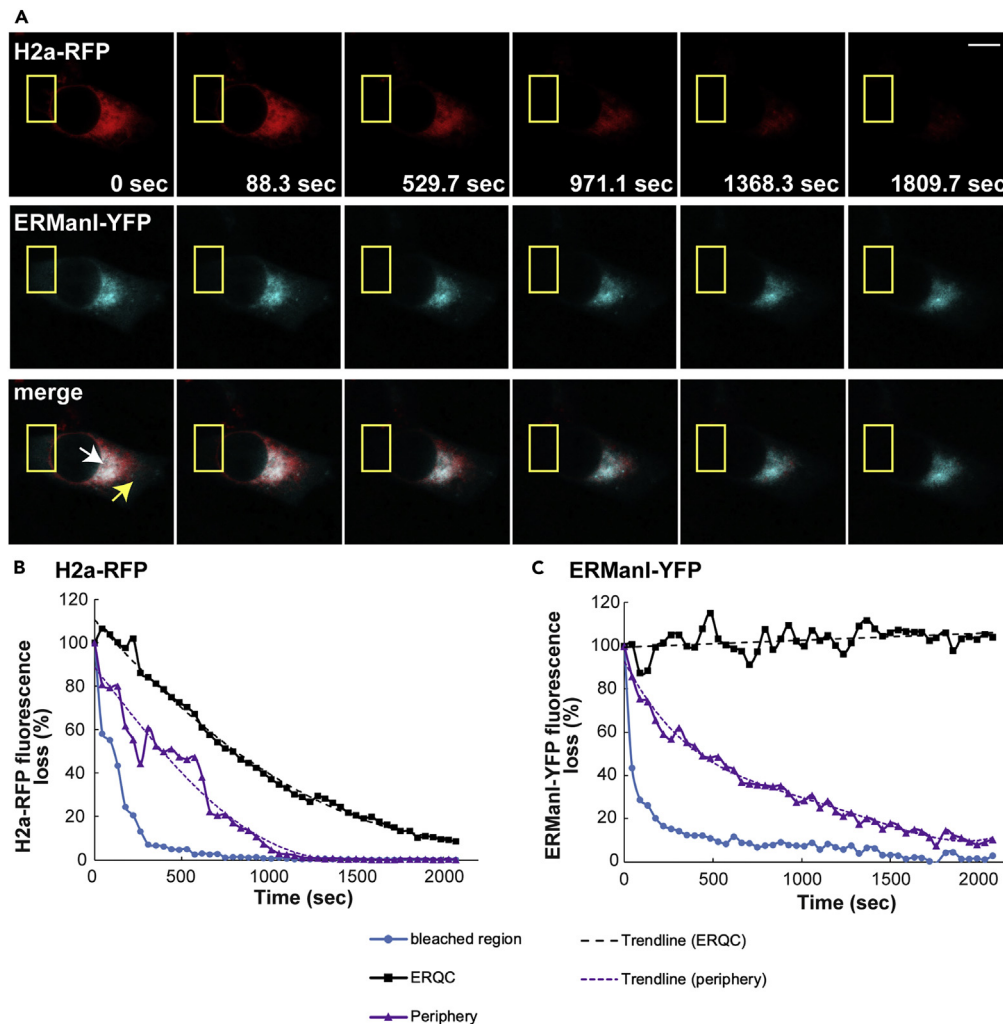 A
H2a-RFP
0 sec
88.3 sec
529.7 sec
971.1 sec
1368.3 sec
1809.7 sec
ERManI-YFP
merge
B H2a-RFP
120
100
80
60
40
20
0
H2a-RFP fluorescence
loss (%)
0
500
1000
1500
2000
Time (sec)
C ERManI-YFP
120
100
80
60
40
20
0
ERManI-YFP fluorescence
loss (%)
0
500
1000
1500
2000
Time (sec)
bleached region
ERQC
Periphery
Trendline (ERQC)
Trendline (periphery)